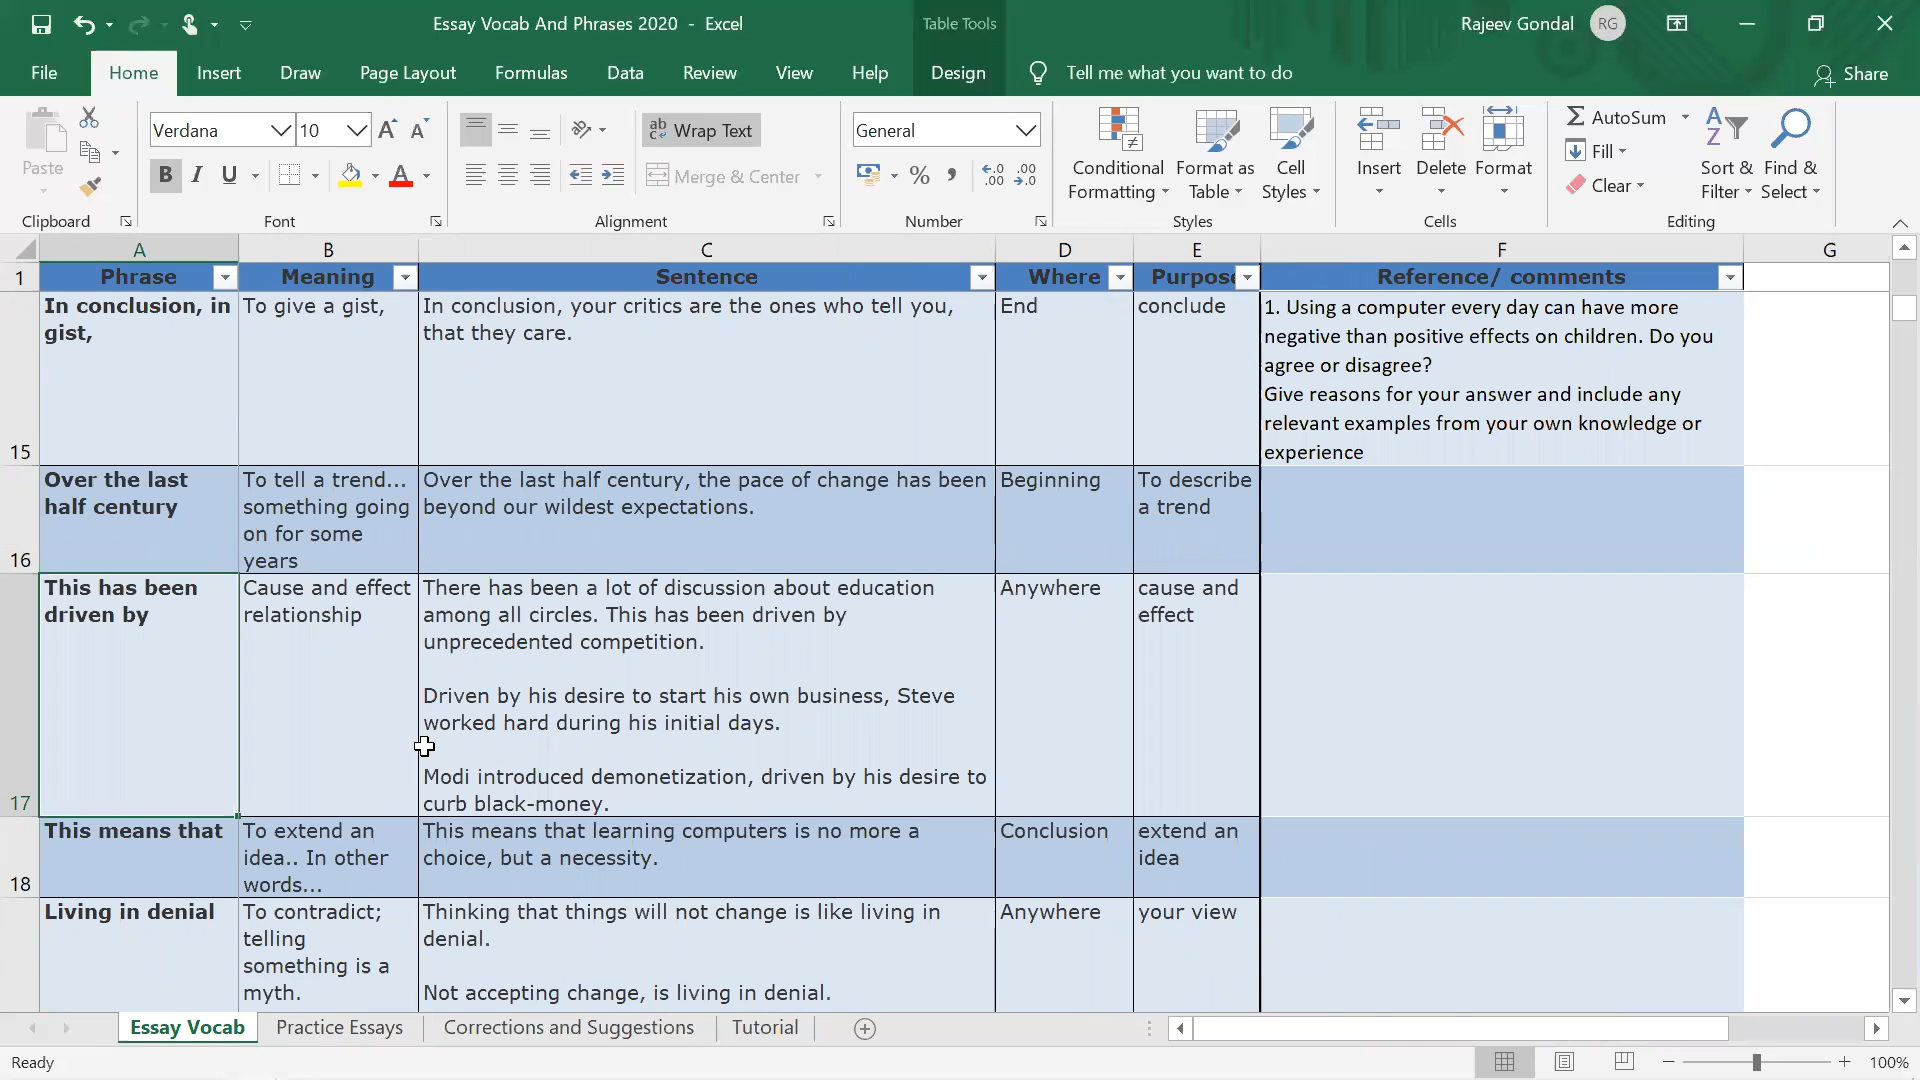 Essay Vocab And Phrases 2020 - Excel
Table Tools
Rajeev Gondal
RG
File
Home
Insert
Draw
Page Layout
Formulas
Data
Review
View
Help
Design
Tell me what you want to do
Share
Paste
Clipboard
Verdana
10
B I U
Font
Wrap Text
Merge & Center
Alignment
General
Number
Conditional
Formatting
Format as
Table
Cell
Styles
Styles
Insert
Delete
Format
Cells
AutoSum
Fill
Clear
Sort &
Filter
Find &
Select
Editing
A B C D E F G
1
Phrase
Meaning
Sentence
Where
Purpose
Reference/ comments
15
In conclusion, in
gist,
To give a gist,
In conclusion, your critics are the ones who tell you,
that they care.
End
conclude
1. Using a computer every day can have more
negative than positive effects on children. Do you
agree or disagree?
Give reasons for your answer and include any
relevant examples from your own knowledge or
experience
16
Over the last
half century
To tell a trend...
something going
on for some
years
Over the last half century, the pace of change has been
beyond our wildest expectations.
Beginning
To describe
a trend
17
This has been
driven by
Cause and effect
relationship
There has been a lot of discussion about education
among all circles. This has been driven by
unprecedented competition.
Driven by his desire to start his own business, Steve
worked hard during his initial days.
Modi introduced demonetization, driven by his desire to
curb black-money.
Anywhere
cause and
effect
18
This means that
To extend an
idea.. In other
words...
This means that learning computers is no more a
choice, but a necessity.
Conclusion
extend an
idea
Living in denial
To contradict;
telling
something is a
myth.
Thinking that things will not change is like living in
denial.
Not accepting change, is living in denial.
Anywhere
your view
Essay Vocab
Practice Essays
Corrections and Suggestions
Tutorial
Ready
100%